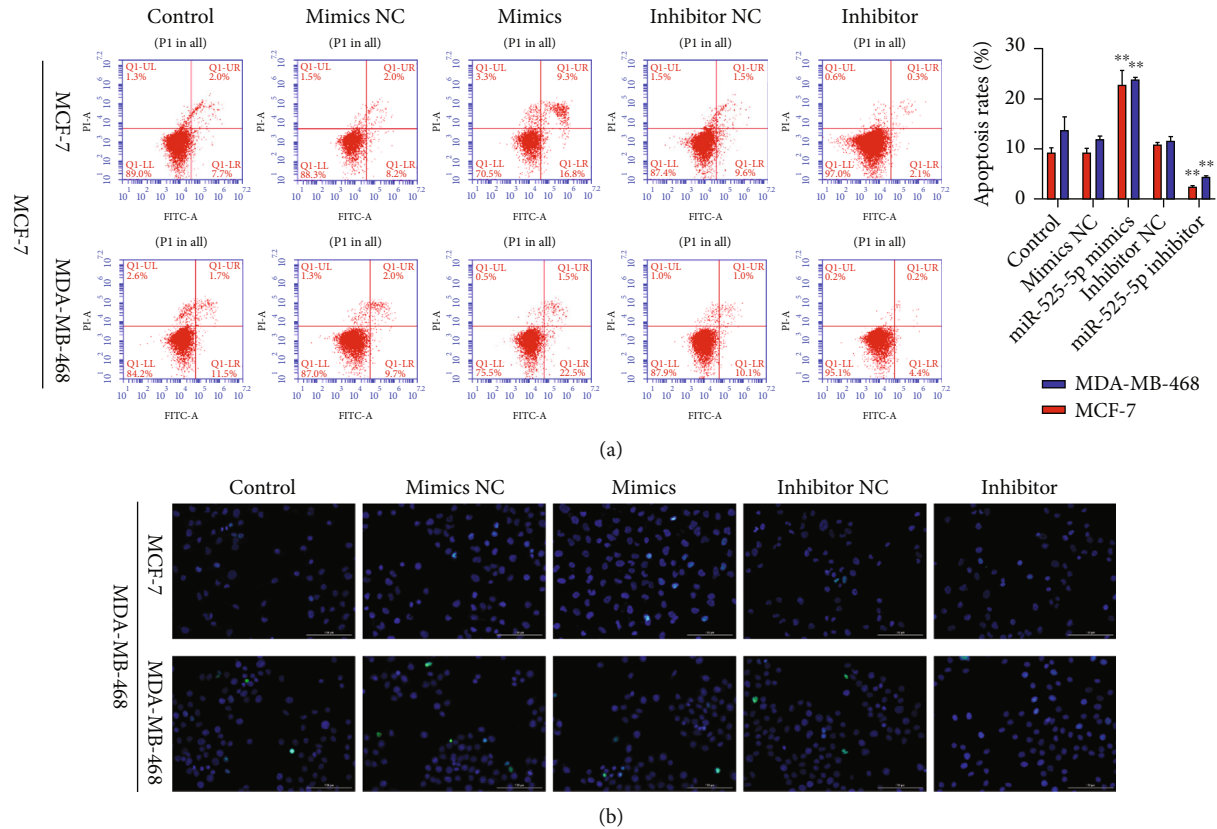 Control Mimics NC Mimics Inhibitor NC Inhibitor
MCF-7
MCF-7
MDA-MB-468
(P1 in all)
Q1-UL 1.3%
Q1-UR 2.0%
Q1-LL 89.0%
Q1-LR 7.7%
PI-A
FITC-A
(P1 in all)
Q1-UL 1.5%
Q1-UR 2.0%
Q1-LL 88.3%
Q1-LR 8.2%
PI-A
FITC-A
(P1 in all)
Q1-UL 3.3%
Q1-UR 9.3%
Q1-LL 70.5%
Q1-LR 16.8%
PI-A
FITC-A
(P1 in all)
Q1-UL 1.5%
Q1-UR 1.5%
Q1-LL 87.4%
Q1-LR 9.6%
PI-A
FITC-A
(P1 in all)
Q1-UL 0.6%
Q1-UR 0.3%
Q1-LL 97.0%
Q1-LR 2.1%
PI-A
FITC-A
(P1 in all)
Q1-UL 2.6%
Q1-UR 1.7%
Q1-LL 84.2%
Q1-LR 11.5%
PI-A
FITC-A
(P1 in all)
Q1-UL 1.3%
Q1-UR 2.0%
Q1-LL 87.0%
Q1-LR 9.7%
PI-A
FITC-A
(P1 in all)
Q1-UL 0.5%
Q1-UR 1.5%
Q1-LL 75.5%
Q1-LR 22.5%
PI-A
FITC-A
(P1 in all)
Q1-UL 1.0%
Q1-UR 1.0%
Q1-LL 87.9%
Q1-LR 10.1%
PI-A
FITC-A
(P1 in all)
Q1-UL 0.2%
Q1-UR 0.2%
Q1-LL 95.1%
Q1-LR 4.4%
PI-A
FITC-A
Apoptosis rates (%)
30
20
10
0
** **
** **
Control
Mimics NC
miR-525-5p mimics
Inhibitor NC
miR-525-5p inhibitor
MDA-MB-468
MCF-7
(a)
Control Mimics NC Mimics Inhibitor NC Inhibitor
MDA-MB-468
MCF-7
MDA-MB-468
(b)